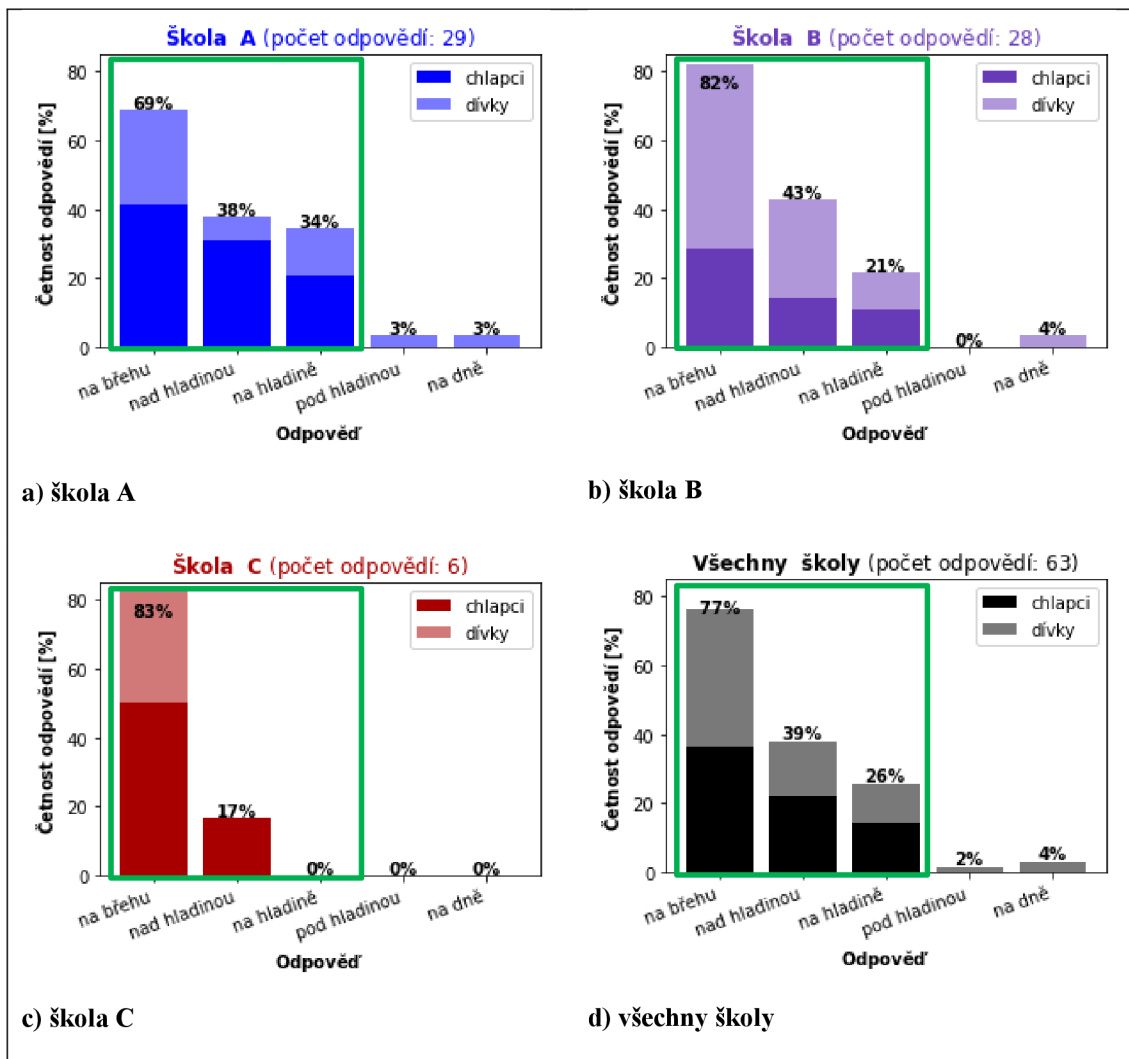 Škola A (počet odpovědí: 29)
Četnost odpovědí [%]
80
60
40
20
0
chlapci
dívky
69%
38%
34%
3%
3%
na břehu
nad hladinou
na hladině
pod hladinou
na dně
Odpověď
a) škola A
Škola B (počet odpovědí: 28)
Četnost odpovědí [%]
80
60
40
20
0
chlapci
dívky
82%
43%
21%
0%
4%
na břehu
nad hladinou
na hladině
pod hladinou
na dně
Odpověď
b) škola B
Škola C (počet odpovědí: 6)
Četnost odpovědí [%]
80
60
40
20
0
chlapci
dívky
83%
17%
0%
0%
0%
na břehu
nad hladinou
na hladině
pod hladinou
na dně
Odpověď
c) škola C
Všechny školy (počet odpovědí: 63)
Četnost odpovědí [%]
80
60
40
20
0
chlapci
dívky
77%
39%
26%
2%
4%
na břehu
nad hladinou
na hladině
pod hladinou
na dně
Odpověď
d) všechny školy